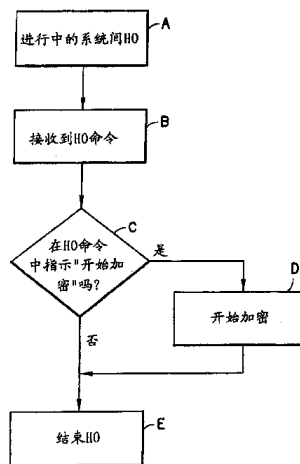 A
进行中的系统间HO
B
接收到HO命令
C
在HO命令
中指示"开始加
密"吗?
是
D
开始加密
否
E
结束HO